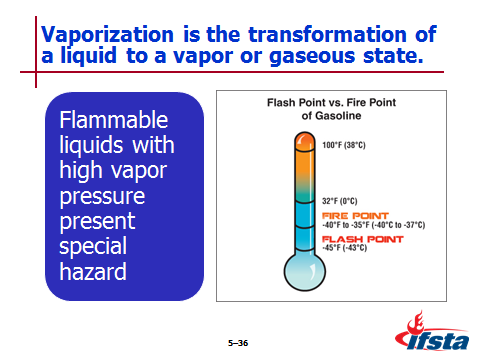 Vaporization is the transformation of
a liquid to a vapor or gaseous state.
Flammable
liquids with
high vapor
pressure
present
special
hazard
Flash Point vs. Fire Point
of Gasoline
100°F (38°C)
32°F (0°C)
FIRE POINT
-40°F to -35°F (-40°C to -37°C)
FLASH POINT
-45°F (-43°C)
5–36
ifsta